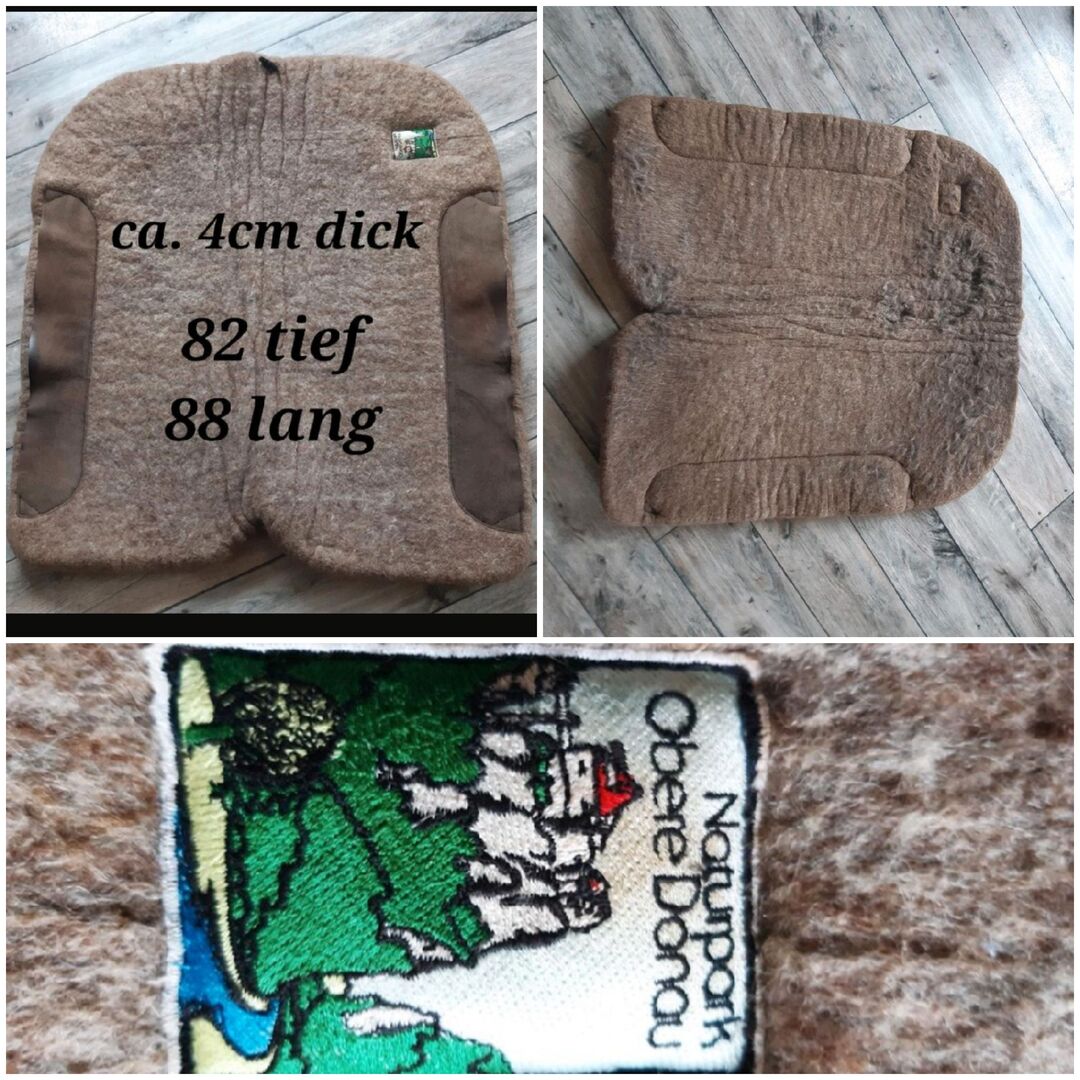 ca. 4cm dick
82 tief
88 lang
Naturpark
Obere Donau